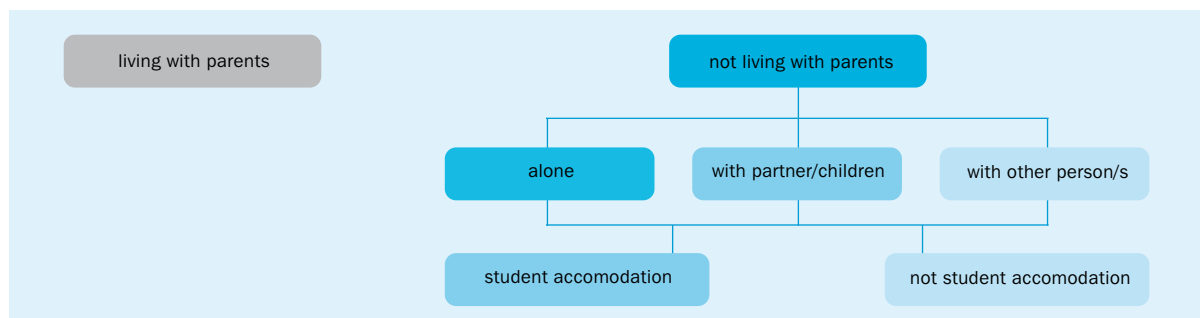 living with parents
not living with parents
alone
with partner/children
with other person/s
student accomodation
not student accomodation